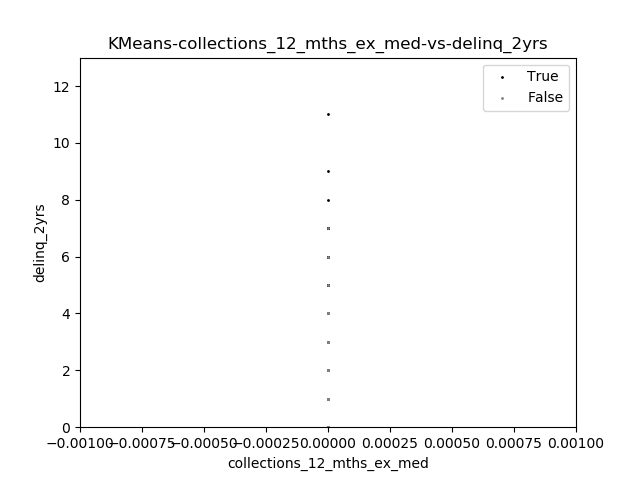 KMeans-collections_12_mths_ex_med-vs-delinq_2yrs
True
False
12
10
8
6
4
2
0
delinq_2yrs
−0.00100 −0.00075 −0.00050 −0.00025 0.00000 0.00025 0.00050 0.00075 0.00100
collections_12_mths_ex_med